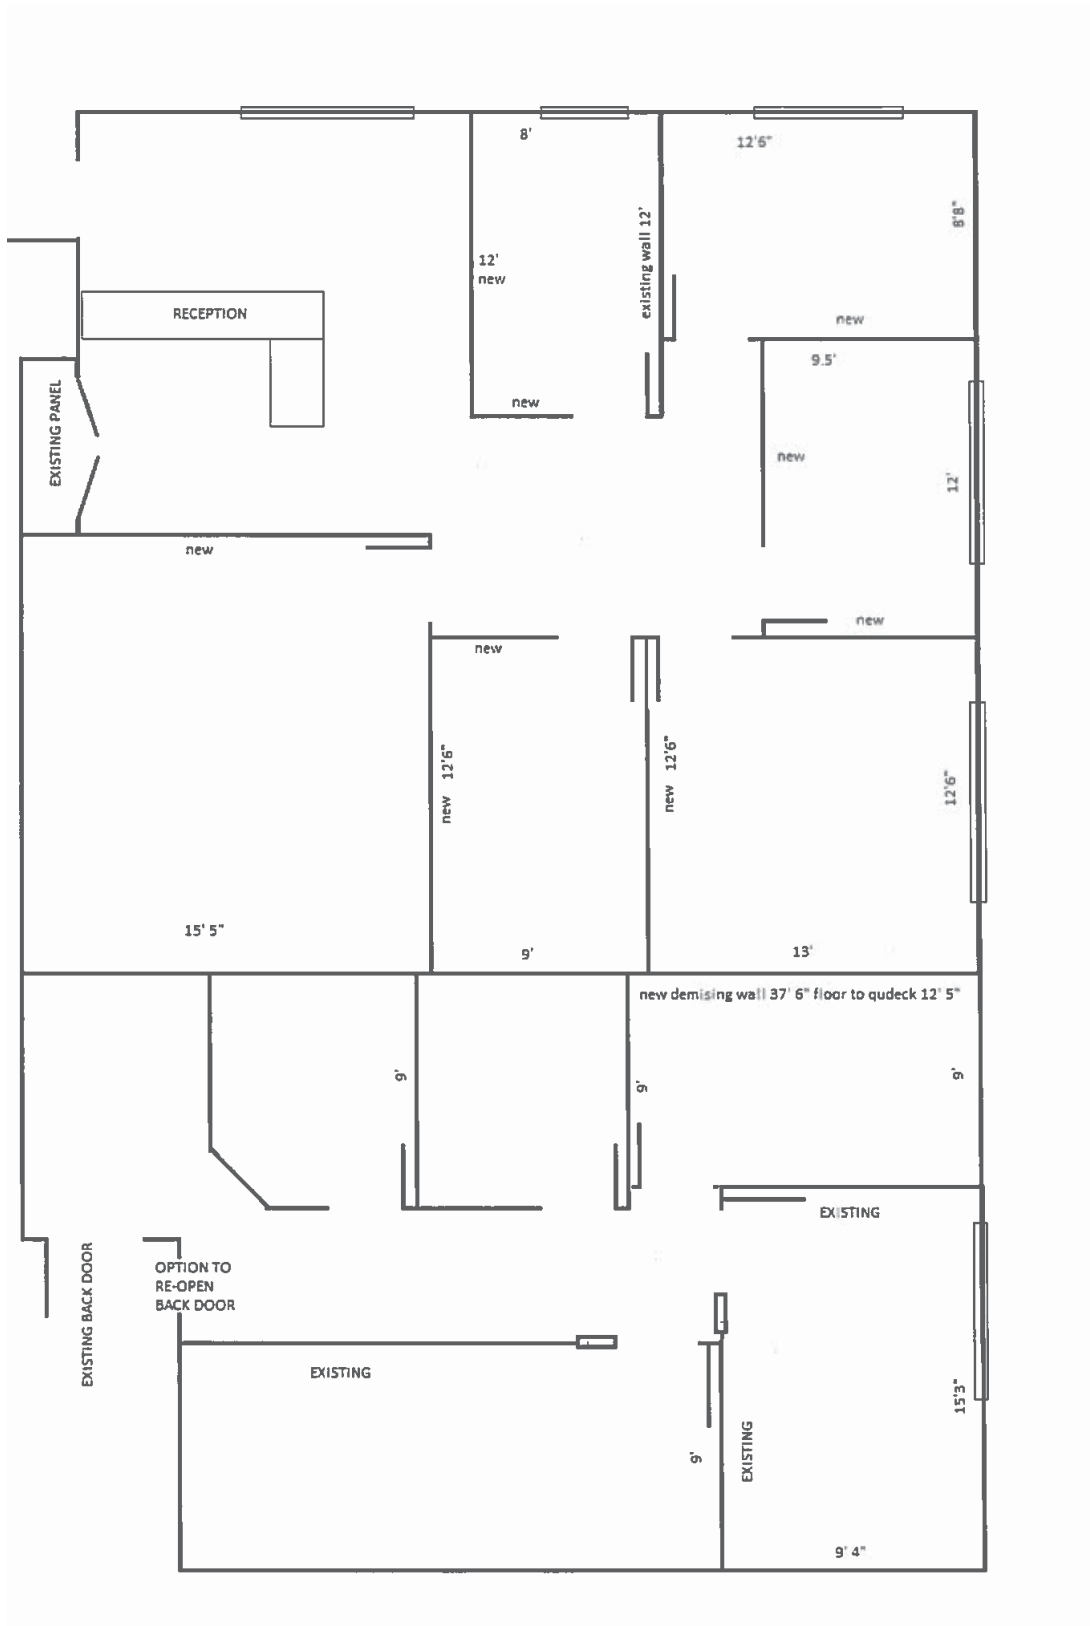 8'
12'6"
existing wall 12'
8'8"
12'
new
RECEPTION
new
9.5'
EXISTING PANEL
new
new
12'
new
new
new
new 12'6"
new 12'6"
12'6"
15' 5"
9'
13'
new demising wall 37' 6" floor to qudeck 12' 5"
9'
9'
9'
EXISTING
EXISTING BACK DOOR
OPTION TO
RE-OPEN
BACK DOOR
EXISTING
15'3"
9'
EXISTING
9' 4"